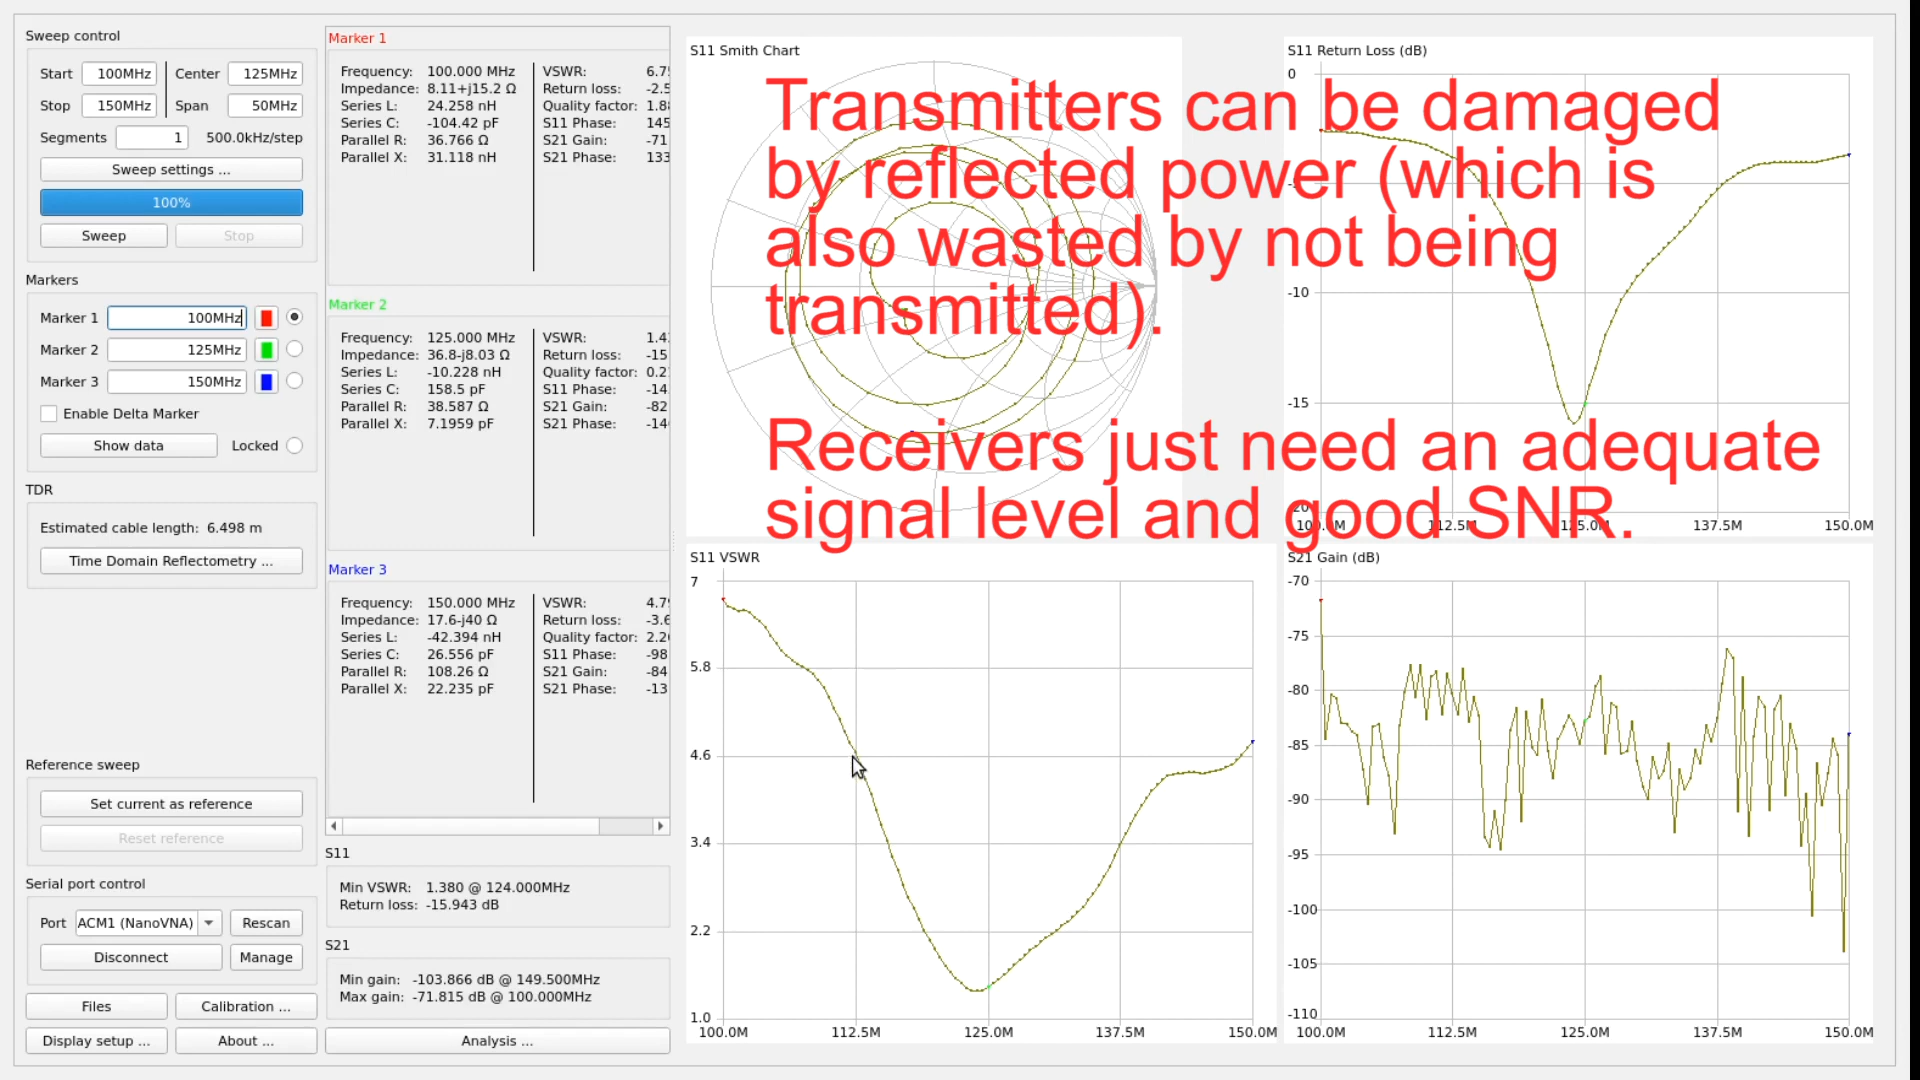 Sweep control
Start 100MHz Center 125MHz
Stop 150MHz Span 50MHz
Segments 1 500.0kHz/step
Sweep settings ...
100%
Sweep Stop
Markers
Marker 1 100MHz
Marker 2 125MHz
Marker 3 150MHz
Enable Delta Marker
Show data Locked
TDR
Estimated cable length: 6.498 m
Time Domain Reflectometry ...
Reference sweep
Set current as reference
Reset reference
Serial port control
Port ACM1 (NanoVNA) Rescan
Disconnect Manage
Files Calibration ...
Display setup ... About ...
Marker 1
Frequency: 100.000 MHz VSWR:
Impedance: 8.11+j15.2 Ω Return loss:
Series L: 24.258 nH Quality factor:
Series C: -104.42 pF S11 Phase: 145
Parallel R: 36.766 Ω S21 Gain: -71
Parallel X: 31.118 nH S21 Phase: 133
Marker 2
Frequency: 125.000 MHz VSWR:
Impedance: 36.8-j8.03 Ω Return loss: -15
Series L: -10.228 nH Quality factor:
Series C: 158.5 pF S11 Phase: -14
Parallel R: 38.587 Ω S21 Gain: -82
Parallel X: 7.1959 pF S21 Phase: -14
Marker 3
Frequency: 150.000 MHz VSWR:
Impedance: 17.6-j40 Ω Return loss: -3.6
Series L: -42.394 nH Quality factor:
Series C: 26.556 pF S11 Phase: -98
Parallel R: 108.26 Ω S21 Gain: -84
Parallel X: 22.235 pF S21 Phase: -13
S11
Min VSWR: 1.380 @ 124.000MHz
Return loss: -15.943 dB
S21
Min gain: -103.866 dB @ 149.500MHz
Max gain: -71.815 dB @ 100.000MHz
Analysis ...
S11 Smith Chart
Transmitters can be damaged
by reflected power (which is
also wasted by not being
transmitted).
Receivers just need an adequate
signal level and good SNR.
S11 Return Loss (dB)
0
-10
-15
112.5M 125.0M 137.5M 150.0M
S11 VSWR
7
5.8
4.6
3.4
2.2
1.0
100.0M 112.5M 125.0M 137.5M 150.0M
S21 Gain (dB)
-70
-75
-80
-85
-90
-95
-100
-105
-110
100.0M 112.5M 125.0M 137.5M 150.0M